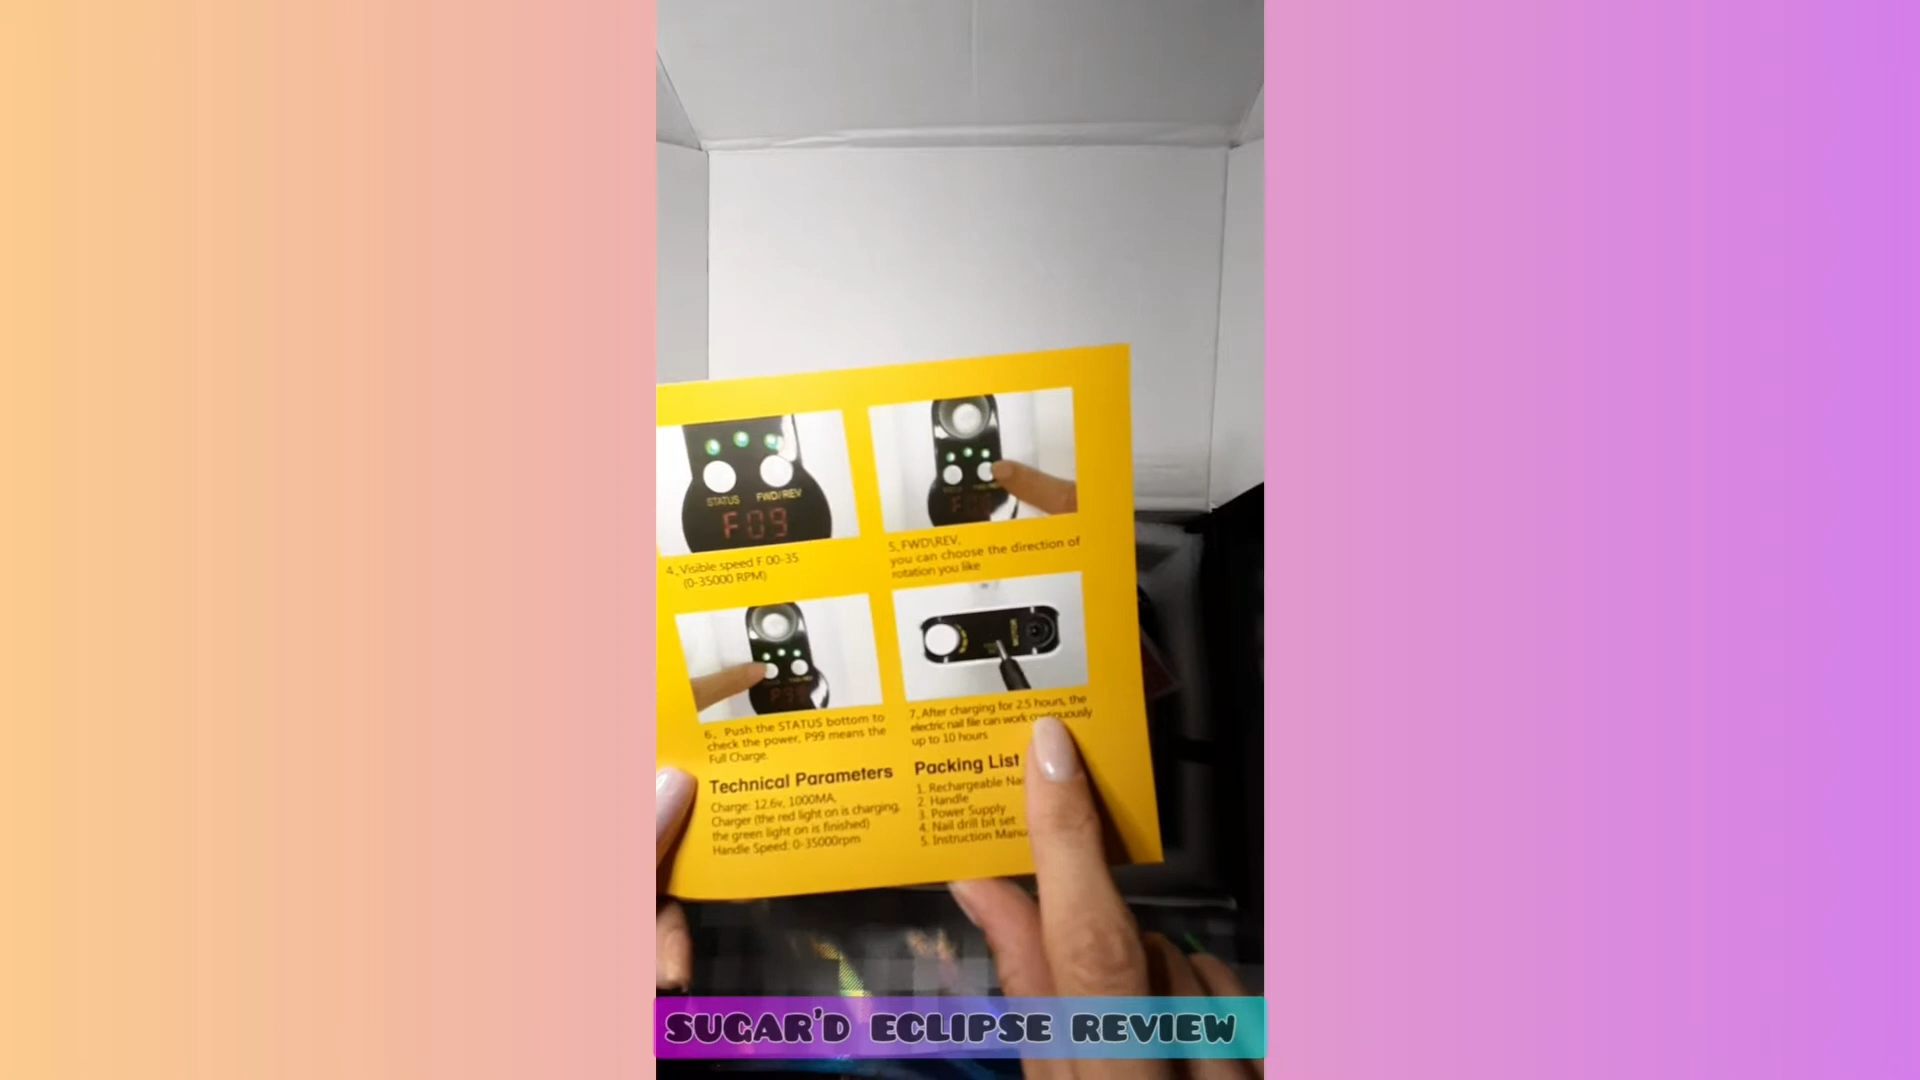 STATUS FWD/REV
F09
4、Visible speed F 00-35
(0-35000 RPM)
5、FWD\REV,
you can choose the direction of
rotation you like
P99
MOTOR
6、Push the STATUS bottom to
check the power, P99 means the
Full Charge.
7、After charging for 2.5 hours, the
electric nail file can work continuously
up to 10 hours
Technical Parameters
Charge: 12.6v, 1000MA,
Charger (the red light on is charging,
the green light on is finished)
Handle Speed: 0-35000rpm
Packing List
1. Rechargeable
2. Handle
3. Power Supply
4. Nail drill bit set
5. Instruction
SUGAR'D ECLIPSE REVIEW